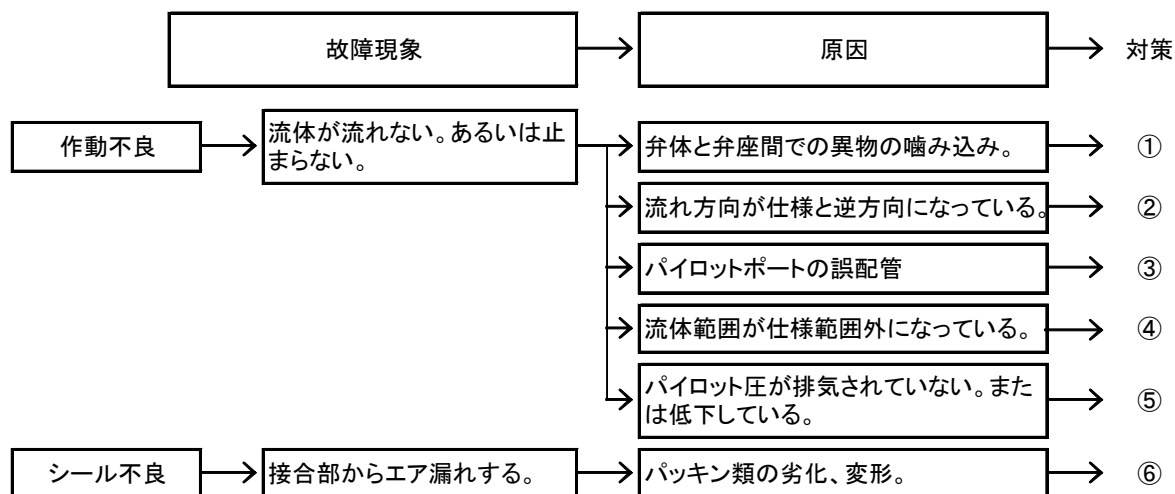 故障現象
原因
対策
作動不良
流体が流れない。あるいは止
まらない。
弁体と弁座間での異物の噛み込み。
①
流れ方向が仕様と逆方向になっている。
②
パイロットポートの誤配管
③
流体範囲が仕様範囲外になっている。
④
パイロット圧が排気されていない。また
は低下している。
⑤
シール不良
接合部からエア漏れする。
パッキン類の劣化、変形。
⑥